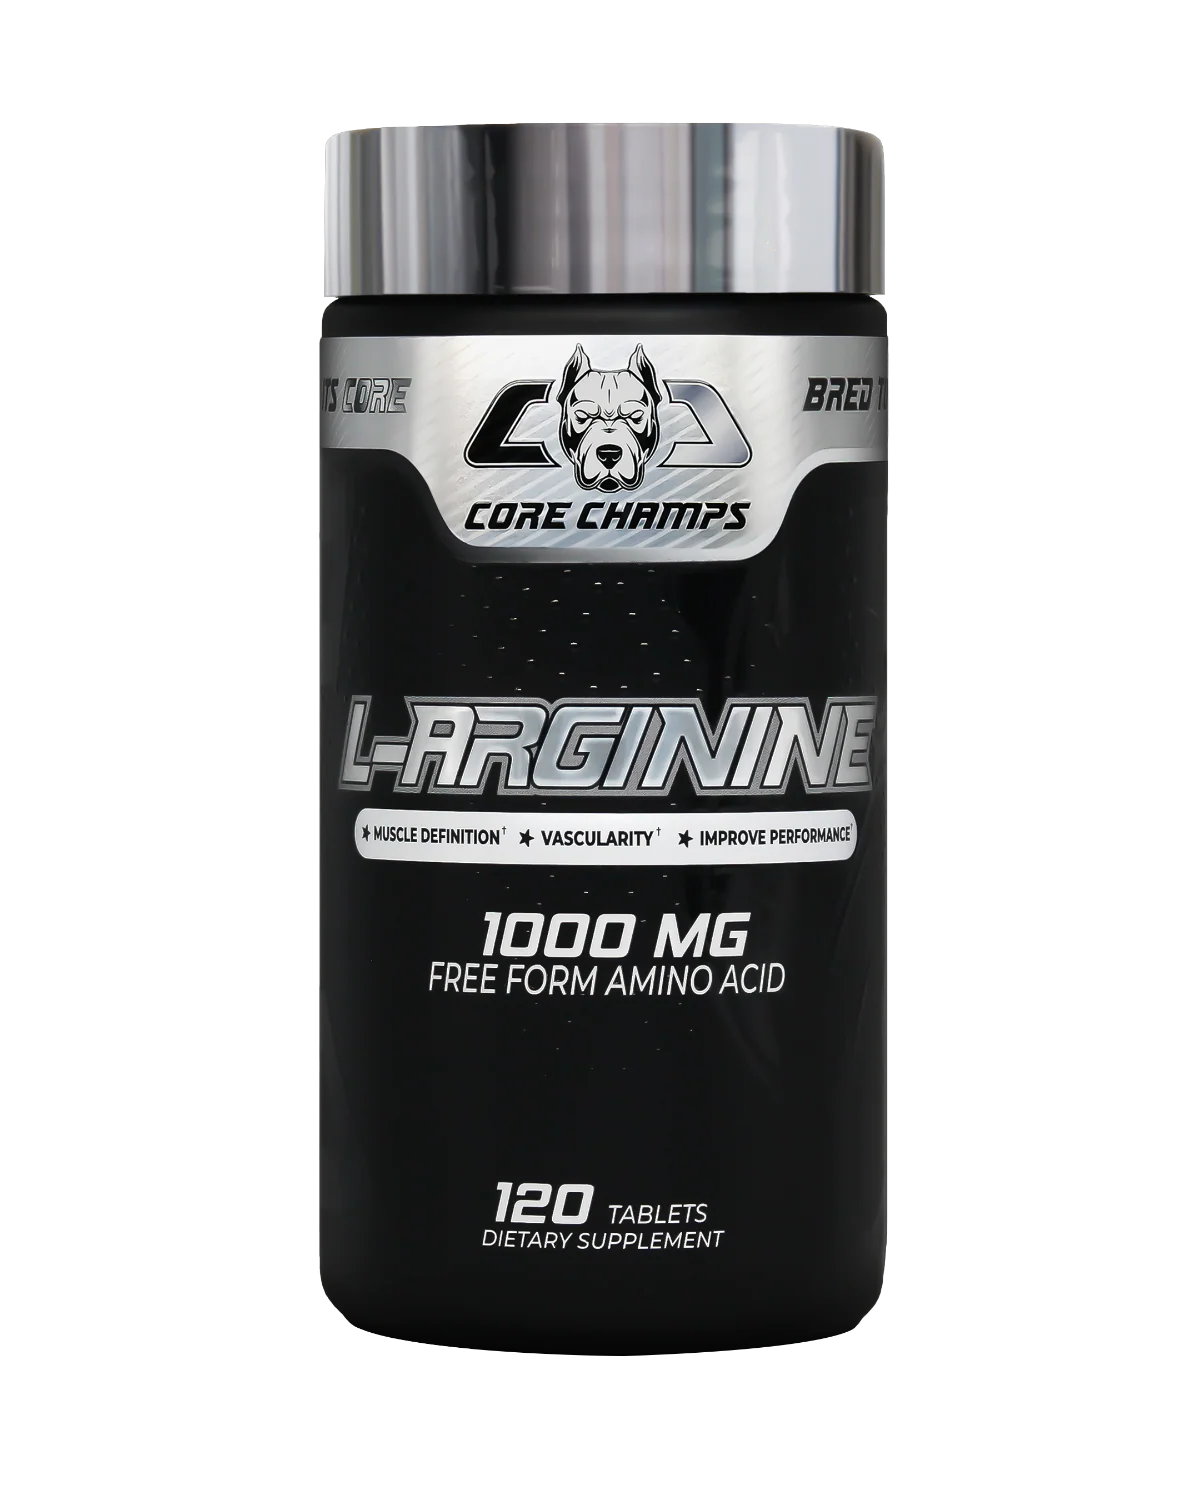 TS CORE
BRED
CORE CHAMPS
L-ARGININE
★ MUSCLE DEFINITION† ★ VASCULARITY† ★ IMPROVE PERFORMANCE†
1000 MG
FREE FORM AMINO ACID
120 TABLETS
DIETARY SUPPLEMENT